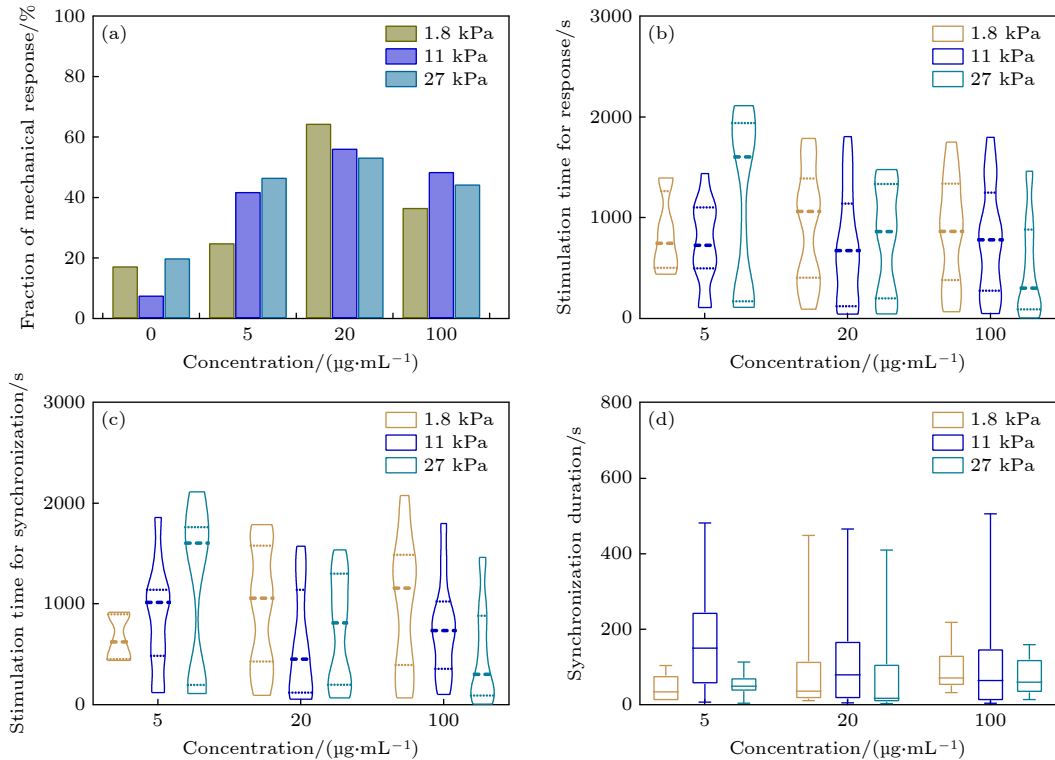 (a)
1.8 kPa
11 kPa
27 kPa
Fraction of mechanical response/%
100
80
60
40
20
0
0 5 20 100
Concentration/(µg·mL⁻¹)
(b)
1.8 kPa
11 kPa
27 kPa
Stimulation time for response/s
3000
2000
1000
0
5 20 100
Concentration/(µg·mL⁻¹)
(c)
1.8 kPa
11 kPa
27 kPa
Stimulation time for synchronization/s
3000
2000
1000
0
5 20 100
Concentration/(µg·mL⁻¹)
(d)
1.8 kPa
11 kPa
27 kPa
Synchronization duration/s
800
600
400
200
0
5 20 100
Concentration/(µg·mL⁻¹)